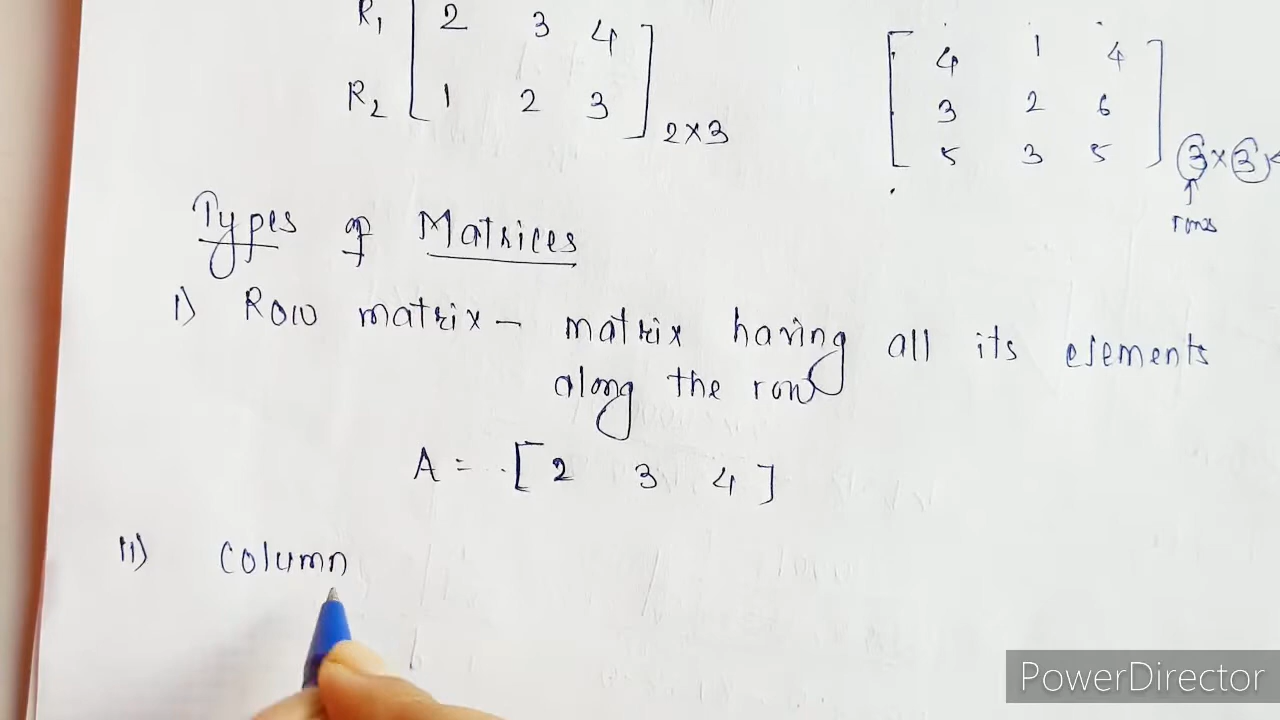 R1 [ 2 3 4 ]
R2 [ 1 2 3 ] 2×3
[ 4 1 4
3 2 6
5 3 5 ] 3×3
↑
rows
Types of Matrices
i) Row matrix - matrix having all its elements
along the row
A = [ 2 3 4 ]
ii) column
PowerDirector